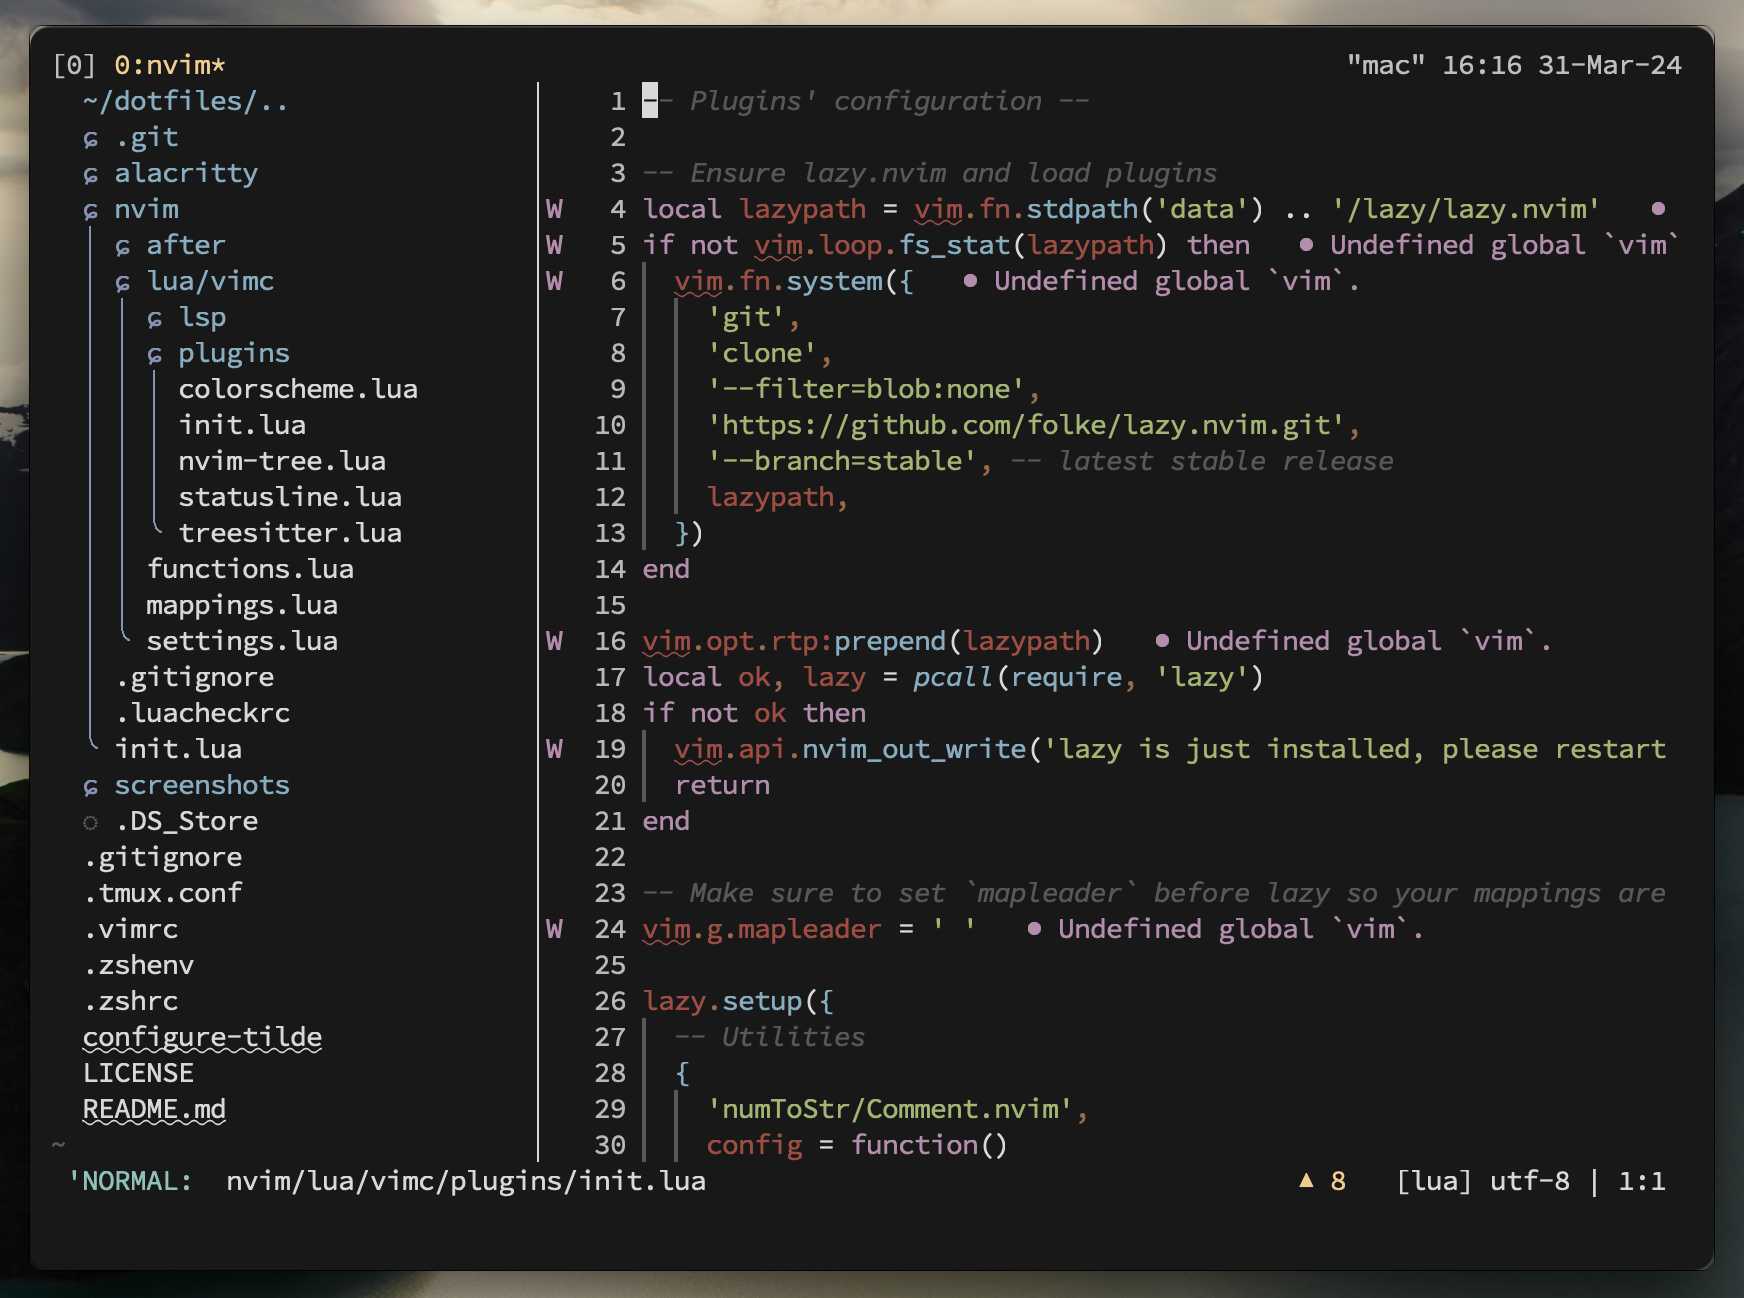 [0] 0:nvim* "mac" 16:16 31-Mar-24
~/dotfiles/..
.git
alacritty
nvim
after
lua/vimc
lsp
plugins
colorscheme.lua
init.lua
nvim-tree.lua
statusline.lua
treesitter.lua
functions.lua
mappings.lua
settings.lua
.gitignore
.luacheckrc
init.lua
screenshots
.DS_Store
.gitignore
.tmux.conf
.vimrc
.zshenv
.zshrc
configure-tilde
LICENSE
README.md
~
1 -- Plugins' configuration --
2
3 -- Ensure lazy.nvim and load plugins
W 4 local lazypath = vim.fn.stdpath('data') .. '/lazy/lazy.nvim' ●
W 5 if not vim.loop.fs_stat(lazypath) then ● Undefined global `vim`
W 6 vim.fn.system({ ● Undefined global `vim`.
7 'git',
8 'clone',
9 '--filter=blob:none',
10 'https://github.com/folke/lazy.nvim.git',
11 '--branch=stable', -- latest stable release
12 lazypath,
13 })
14 end
15
W 16 vim.opt.rtp:prepend(lazypath) ● Undefined global `vim`.
17 local ok, lazy = pcall(require, 'lazy')
18 if not ok then
W 19 vim.api.nvim_out_write('lazy is just installed, please restart
20 return
21 end
22
23 -- Make sure to set `mapleader` before lazy so your mappings are
W 24 vim.g.mapleader = ' ' ● Undefined global `vim`.
25
26 lazy.setup({
27 -- Utilities
28 {
29 'numToStr/Comment.nvim',
30 config = function()
'NORMAL: nvim/lua/vimc/plugins/init.lua ▲ 8 [lua] utf-8 | 1:1